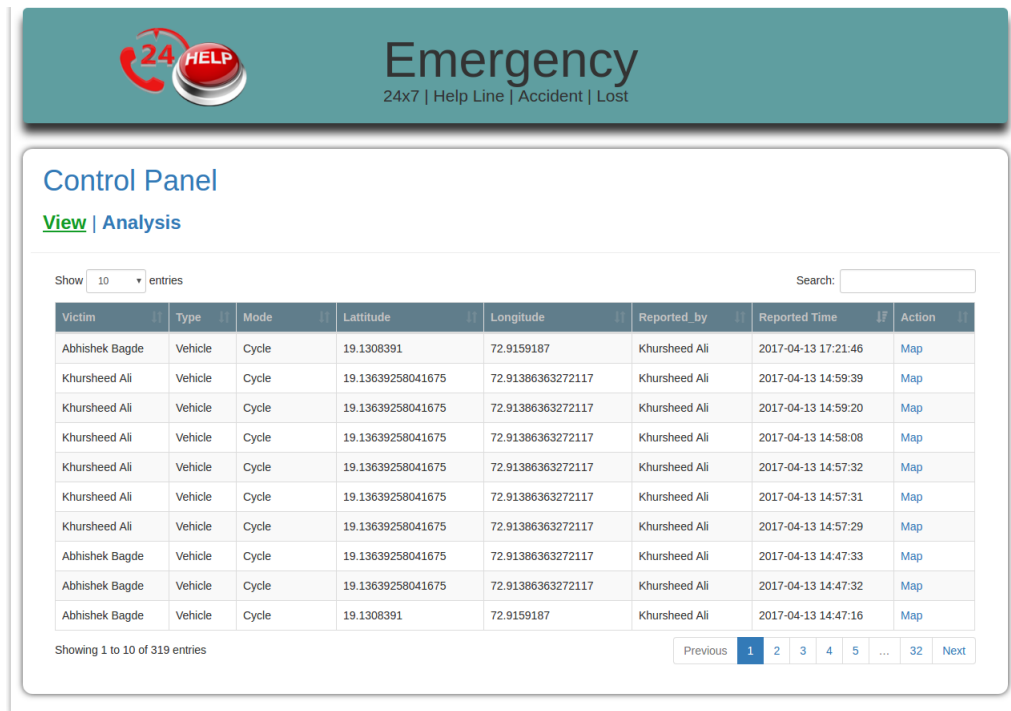 24 HELP
Emergency
24x7 | Help Line | Accident | Lost
Control Panel
View | Analysis
Show 10 entries Search:
Victim Type Mode Lattitude Longitude Reported_by Reported Time Action
Abhishek Bagde Vehicle Cycle 19.1308391 72.9159187 Khursheed Ali 2017-04-13 17:21:46 Map
Khursheed Ali Vehicle Cycle 19.13639258041675 72.91386363272117 Khursheed Ali 2017-04-13 14:59:39 Map
Khursheed Ali Vehicle Cycle 19.13639258041675 72.91386363272117 Khursheed Ali 2017-04-13 14:59:20 Map
Khursheed Ali Vehicle Cycle 19.13639258041675 72.91386363272117 Khursheed Ali 2017-04-13 14:58:08 Map
Khursheed Ali Vehicle Cycle 19.13639258041675 72.91386363272117 Khursheed Ali 2017-04-13 14:57:32 Map
Khursheed Ali Vehicle Cycle 19.13639258041675 72.91386363272117 Khursheed Ali 2017-04-13 14:57:31 Map
Khursheed Ali Vehicle Cycle 19.13639258041675 72.91386363272117 Khursheed Ali 2017-04-13 14:57:29 Map
Abhishek Bagde Vehicle Cycle 19.13639258041675 72.91386363272117 Khursheed Ali 2017-04-13 14:47:33 Map
Abhishek Bagde Vehicle Cycle 19.13639258041675 72.91386363272117 Khursheed Ali 2017-04-13 14:47:32 Map
Abhishek Bagde Vehicle Cycle 19.1308391 72.9159187 Khursheed Ali 2017-04-13 14:47:16 Map
Showing 1 to 10 of 319 entries Previous 1 2 3 4 5 … 32 Next